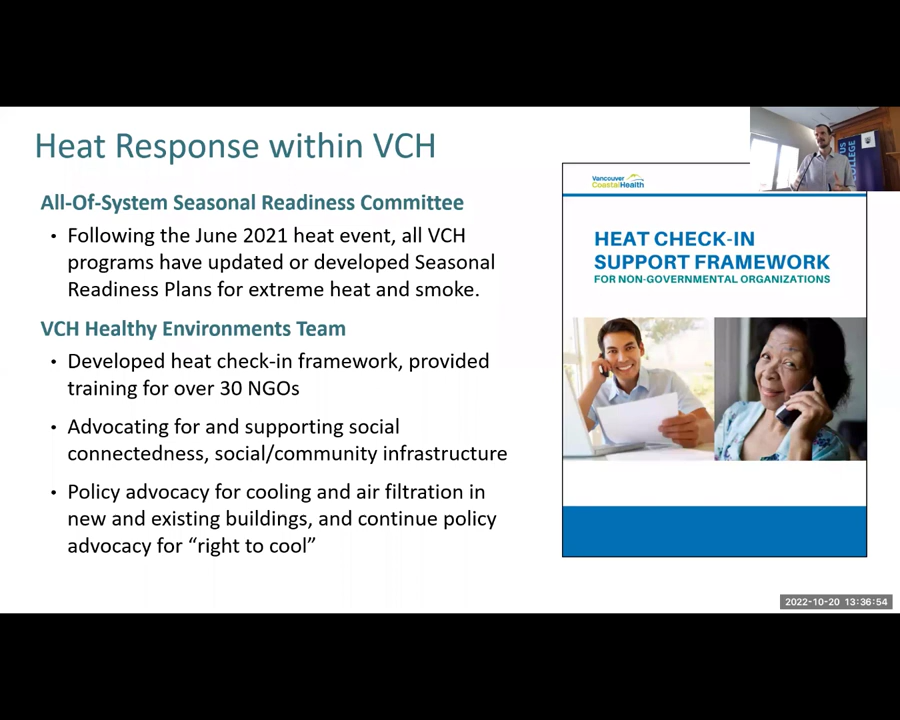 Heat Response within VCH
All-Of-System Seasonal Readiness Committee
• Following the June 2021 heat event, all VCH
programs have updated or developed Seasonal
Readiness Plans for extreme heat and smoke.
VCH Healthy Environments Team
• Developed heat check-in framework, provided
training for over 30 NGOs
• Advocating for and supporting social
connectedness, social/community infrastructure
• Policy advocacy for cooling and air filtration in
new and existing buildings, and continue policy
advocacy for “right to cool”
Vancouver
CoastalHealth
HEAT CHECK-IN
SUPPORT FRAMEWORK
FOR NON-GOVERNMENTAL ORGANIZATIONS
US
COLLEGE
2022-10-20 13:36:54